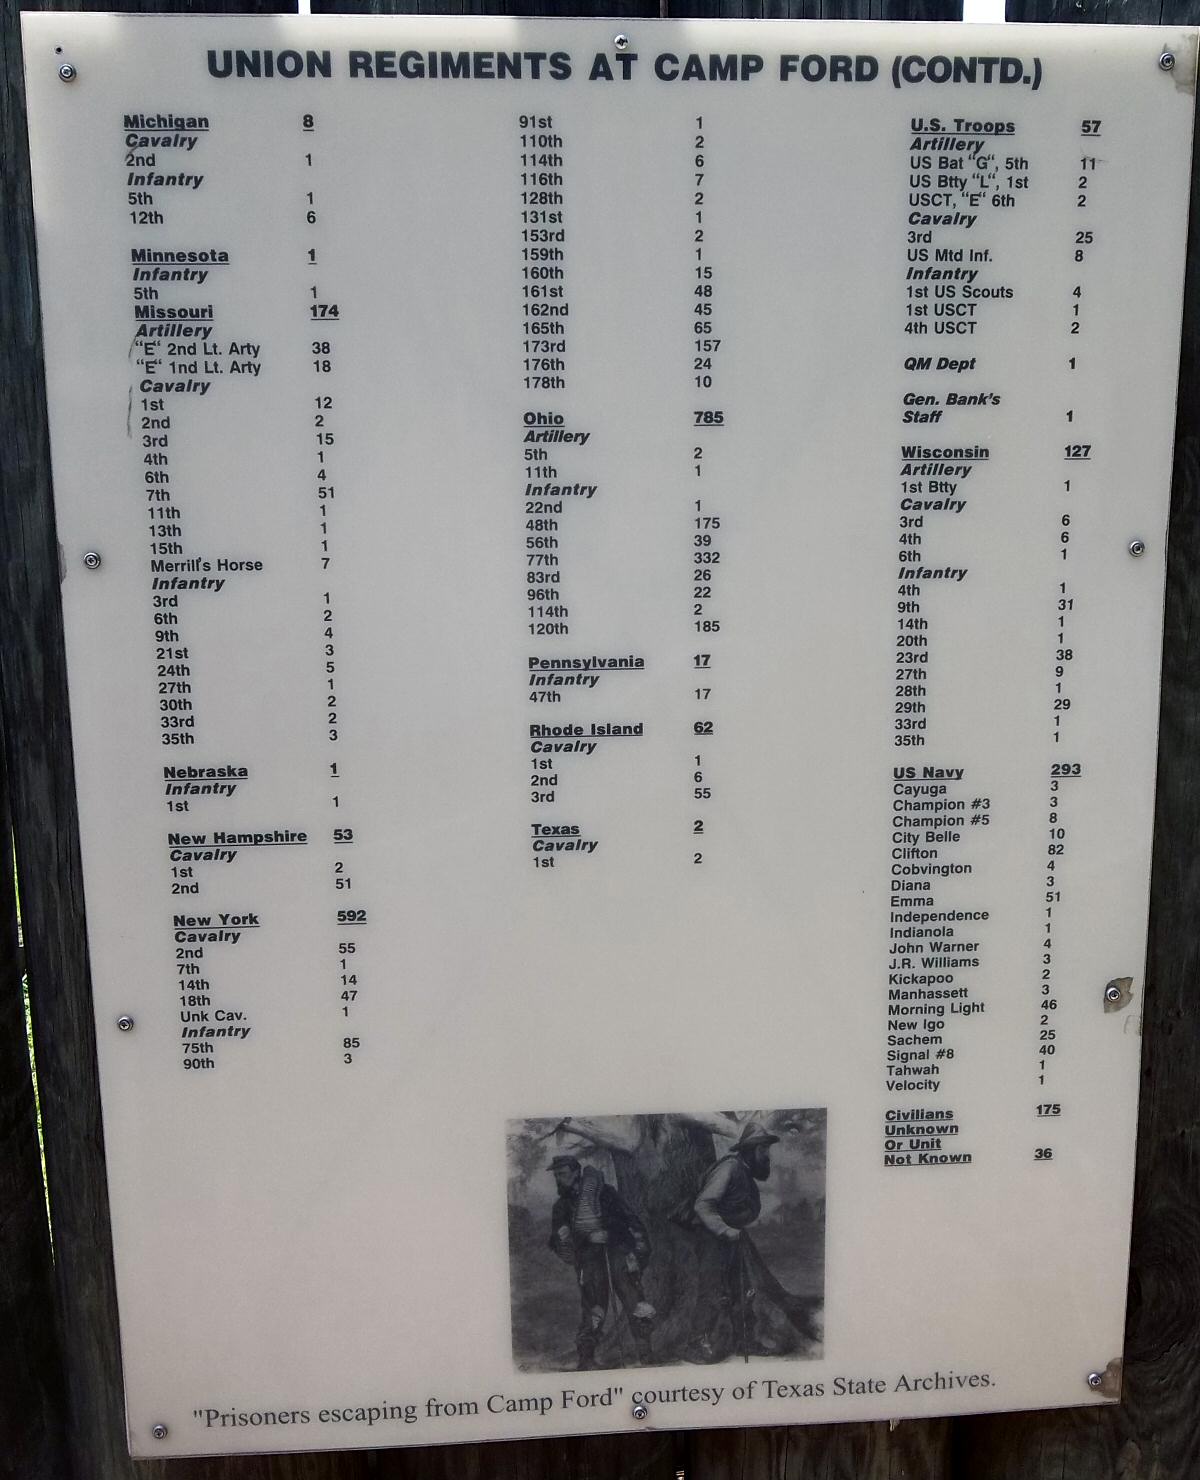 UNION REGIMENTS AT CAMP FORD (CONTD.)
Michigan 8
Cavalry
2nd 1
Infantry
5th 1
12th 6
Minnesota 1
Infantry
5th 1
Missouri 174
Artillery
"E" 2nd Lt. Arty 38
"E" 1nd Lt. Arty 18
Cavalry
1st 12
2nd 2
3rd 15
4th 1
6th 4
7th 51
11th 1
13th 1
15th 1
Merrill's Horse 7
Infantry
3rd 1
6th 2
9th 4
21st 3
24th 5
27th 1
30th 2
33rd 2
35th 3
Nebraska 1
Infantry
1st 1
New Hampshire 53
Cavalry
1st 2
2nd 51
New York 592
Cavalry
2nd 55
7th 1
14th 14
18th 47
Unk Cav. 1
Infantry
75th 85
90th 3
91st 1
110th 2
114th 6
116th 7
128th 2
131st 1
153rd 2
159th 1
160th 15
161st 48
162nd 45
165th 65
173rd 157
176th 24
178th 10
Ohio 785
Artillery
5th 2
11th 1
Infantry
22nd 1
48th 175
56th 39
77th 332
83rd 26
96th 22
114th 2
120th 185
Pennsylvania 17
Infantry
47th 17
Rhode Island 62
Cavalry
1st 1
2nd 6
3rd 55
Texas 2
Cavalry
1st 2
U.S. Troops 57
Artillery
US Bat "G", 5th 11
US Btty "L", 1st 2
USCT, "E" 6th 2
Cavalry
3rd 25
US Mtd Inf. 8
Infantry
1st US Scouts 4
1st USCT 1
4th USCT 2
QM Dept 1
Gen. Bank's
Staff 1
Wisconsin 127
Artillery
1st Btty 1
Cavalry
3rd 6
4th 6
6th 1
Infantry
4th 1
9th 31
14th 1
20th 1
23rd 38
27th 9
28th 1
29th 29
33rd 1
35th 1
US Navy 293
Cayuga 3
Champion #3 3
Champion #5 8
City Belle 10
Clifton 82
Cobvington 4
Diana 3
Emma 51
Independence 1
Indianola 1
John Warner 4
J.R. Williams 3
Kickapoo 2
Manhassett 3
Morning Light 46
New Igo 2
Sachem 25
Signal #8 40
Tahwah 1
Velocity 1
Civilians 175
Unknown
Or Unit
Not Known 36
"Prisoners escaping from Camp Ford" courtesy of Texas State Archives.